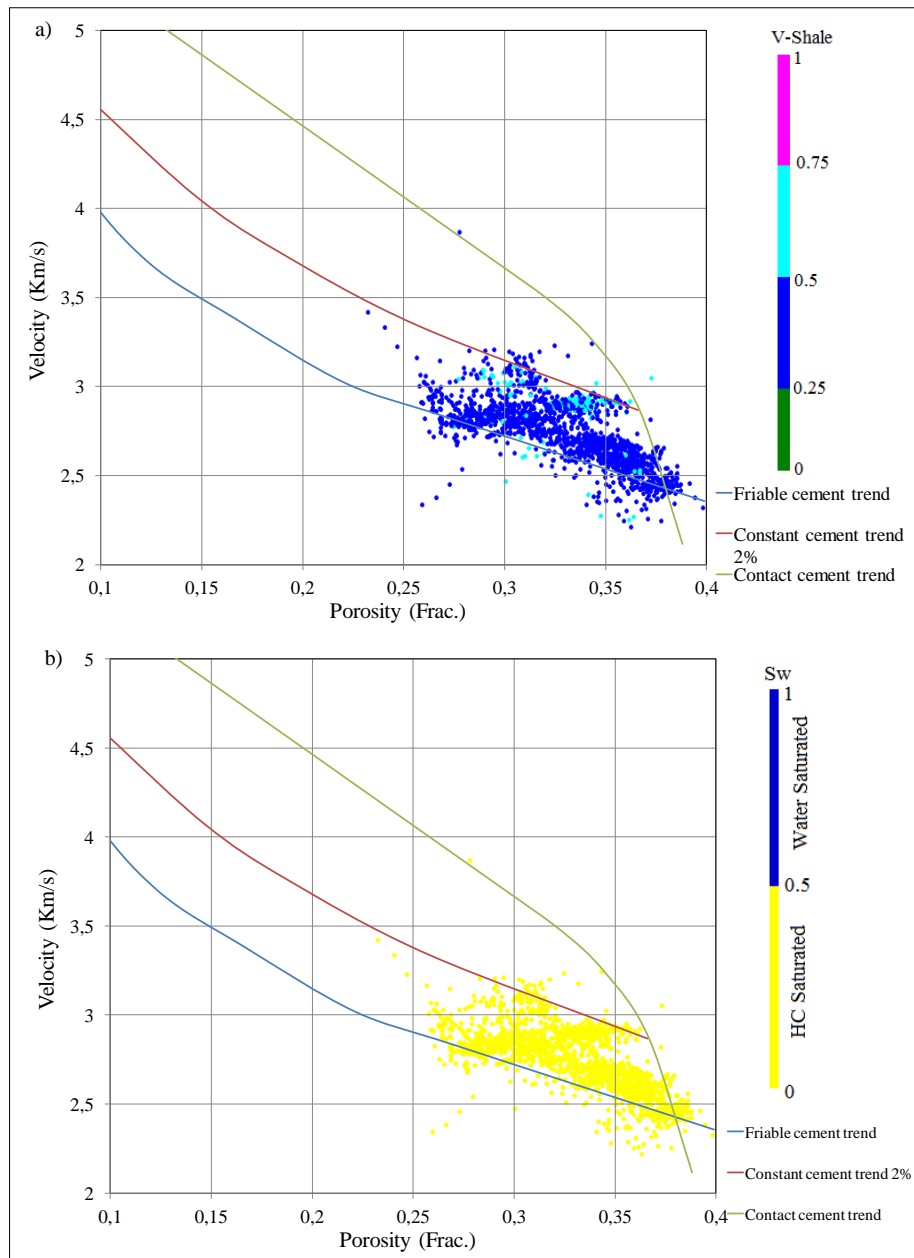 a)
5
4,5
4
3,5
3
2,5
2
Velocity (Km/s)
0,1
0,15
0,2
0,25
0,3
0,35
0,4
Porosity (Frac.)
V-Shale
1
0.75
0.5
0.25
0
Friable cement trend
Constant cement trend
2%
Contact cement trend
b)
5
4,5
4
3,5
3
2,5
2
Velocity (Km/s)
0,1
0,15
0,2
0,25
0,3
0,35
0,4
Porosity (Frac.)
Sw
1
Water Saturated
0.5
HC Saturated
0
Friable cement trend
Constant cement trend 2%
Contact cement trend